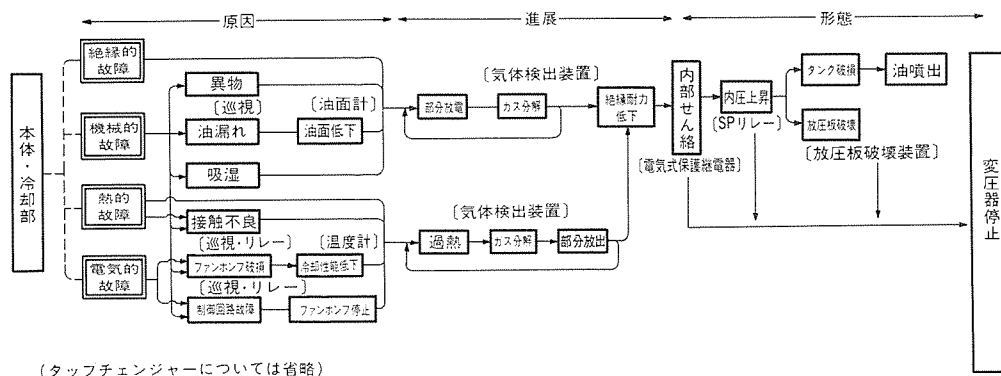 原因
進展
形態
本体・冷却部
絶縁的
故障
機械的
故障
熱的
故障
電気的
故障
異物
〔巡視〕
油漏れ
吸湿
接触不良
〔巡視・リレー〕
ファンポンプ破損
〔巡視・リレー〕
制御回路故障
〔油面計〕
油面低下
〔温度計〕
冷却性能低下
ファンポンプ停止
〔気体検出装置〕
部分放電
ガス分解
〔気体検出装置〕
過熱
ガス分解
部分放出
絶縁耐力
低下
内部せん絡
〔電気式保護継電器〕
内圧上昇
〔SPリレー〕
タンク破損
油噴出
放圧板破壊
〔放圧板破壊装置〕
変圧器停止
(タップチェンジャーについては省略)